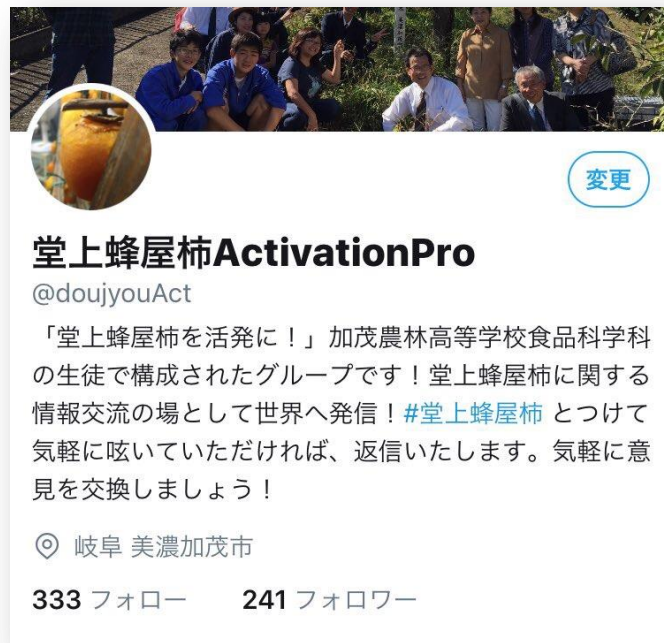 変更
堂上蜂屋柿ActivationPro
@doujyouAct
「堂上蜂屋柿を活発に！」加茂農林高等学校食品科学科
の生徒で構成されたグループです！堂上蜂屋柿に関する
情報交流の場として世界へ発信！#堂上蜂屋柿 とつけて
気軽に呟いていただければ、返信いたします。気軽に意
見を交換しましょう！
岐阜 美濃加茂市
333 フォロー 241 フォロワー